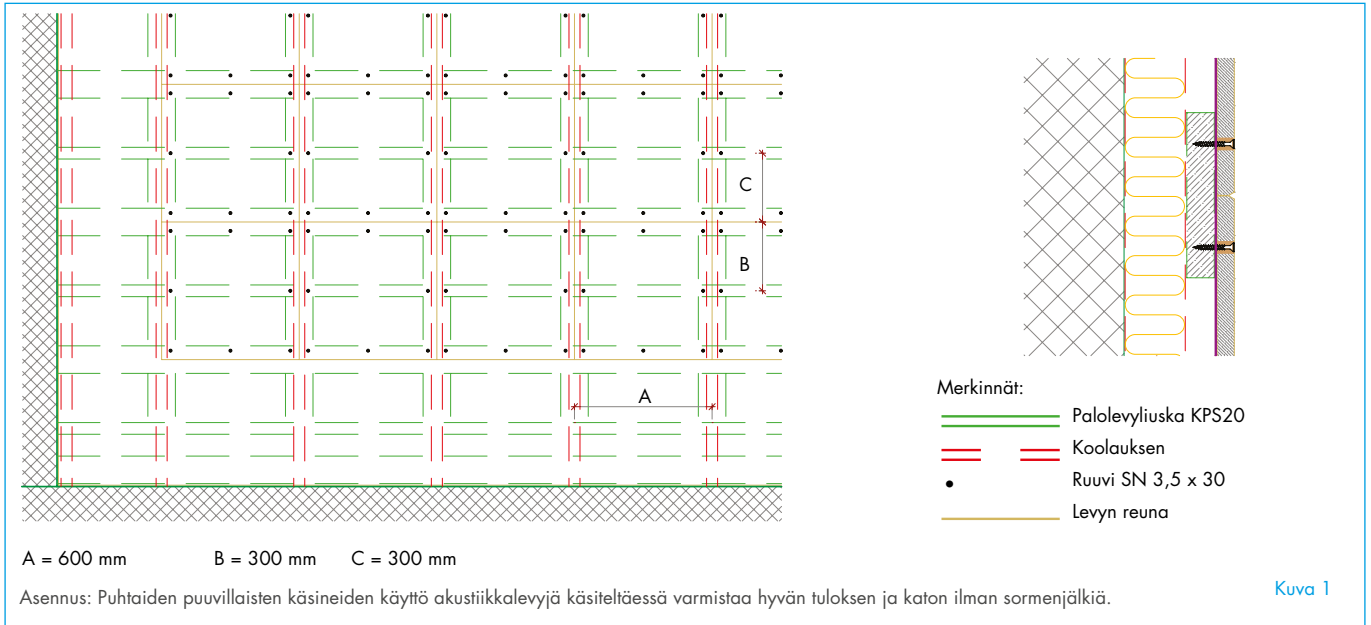 C
B
A
Merkinnät:
Palolevyliuska KPS20
Koolauksen
Ruuvi SN 3,5 x 30
Levyn reuna
A = 600 mm B = 300 mm C = 300 mm
Asennus: Puhtaiden puuvillaisten käsineiden käyttö akustiikkalevyjä käsiteltäessä varmistaa hyvän tuloksen ja katon ilman sormenjälkiä.
Kuva 1